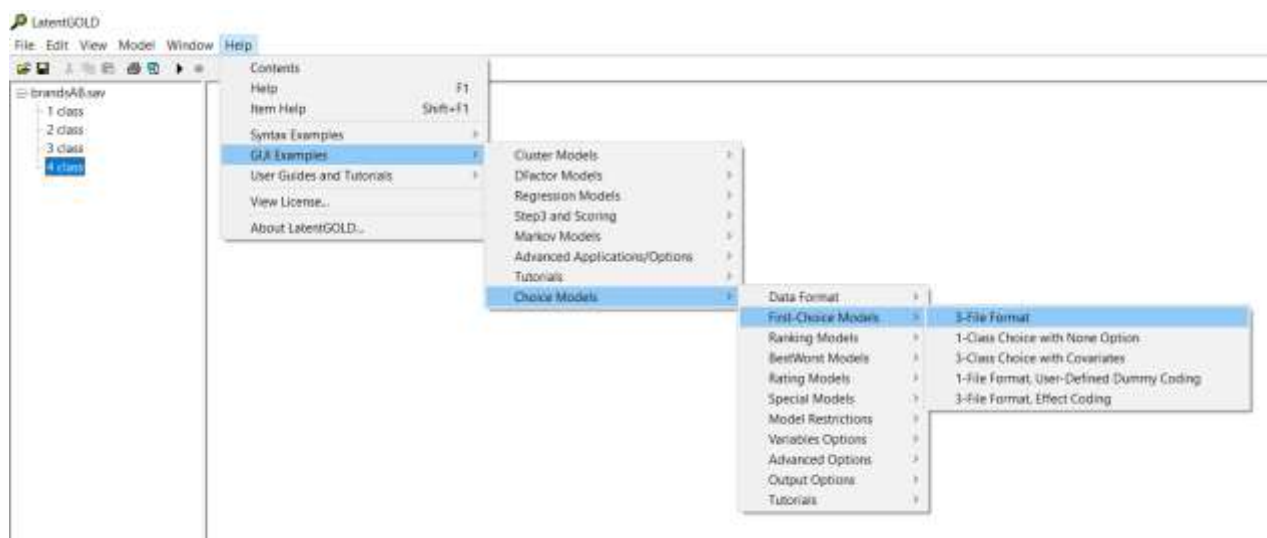 LatentGOLD
File Edit View Model Window Help
brandsAB.sav
1 class
2 class
3 class
4 class
Contents
Help F1
Item Help Shift+F1
Syntax Examples
GUI Examples
User Guides and Tutorials
View License...
About LatentGOLD...
Cluster Models
DFactor Models
Regression Models
Step3 and Scoring
Markov Models
Advanced Applications/Options
Tutorials
Choice Models
Data Format
First-Choice Models
Ranking Models
BestWorst Models
Rating Models
Special Models
Model Restrictions
Variables Options
Advanced Options
Output Options
Tutorials
3-File Format
1-Class Choice with None Option
3-Class Choice with Covariates
1-File Format, User-Defined Dummy Coding
3-File Format, Effect Coding